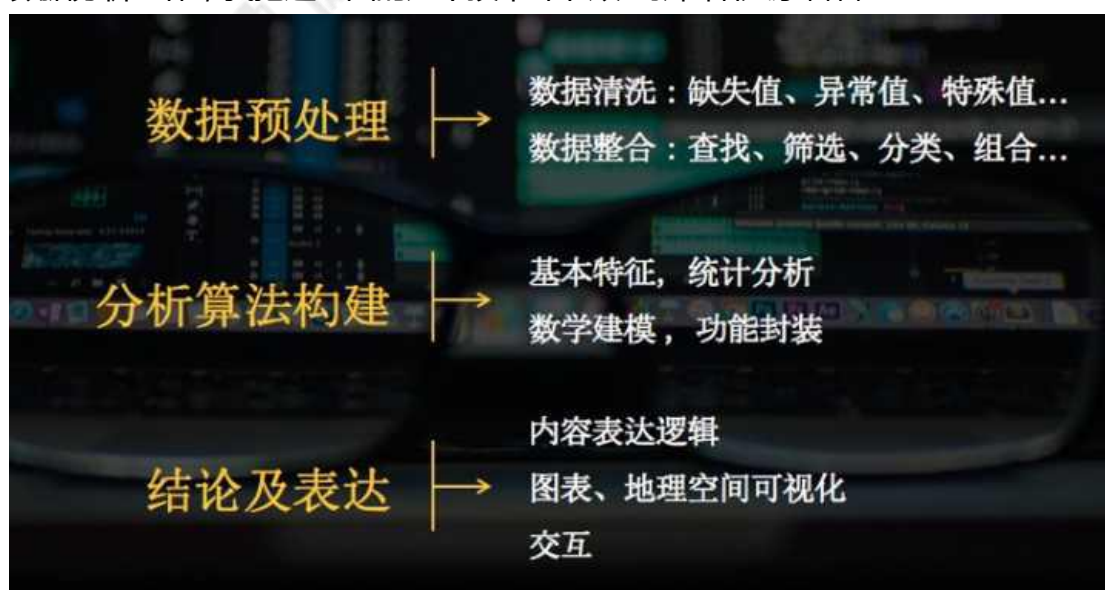 数据预处理
数据清洗：缺失值、异常值、特殊值...
数据整合：查找、筛选、分类、组合...
分析算法构建
基本特征, 统计分析
数学建模，功能封装
结论及表达
内容表达逻辑
图表、地理空间可视化
交互